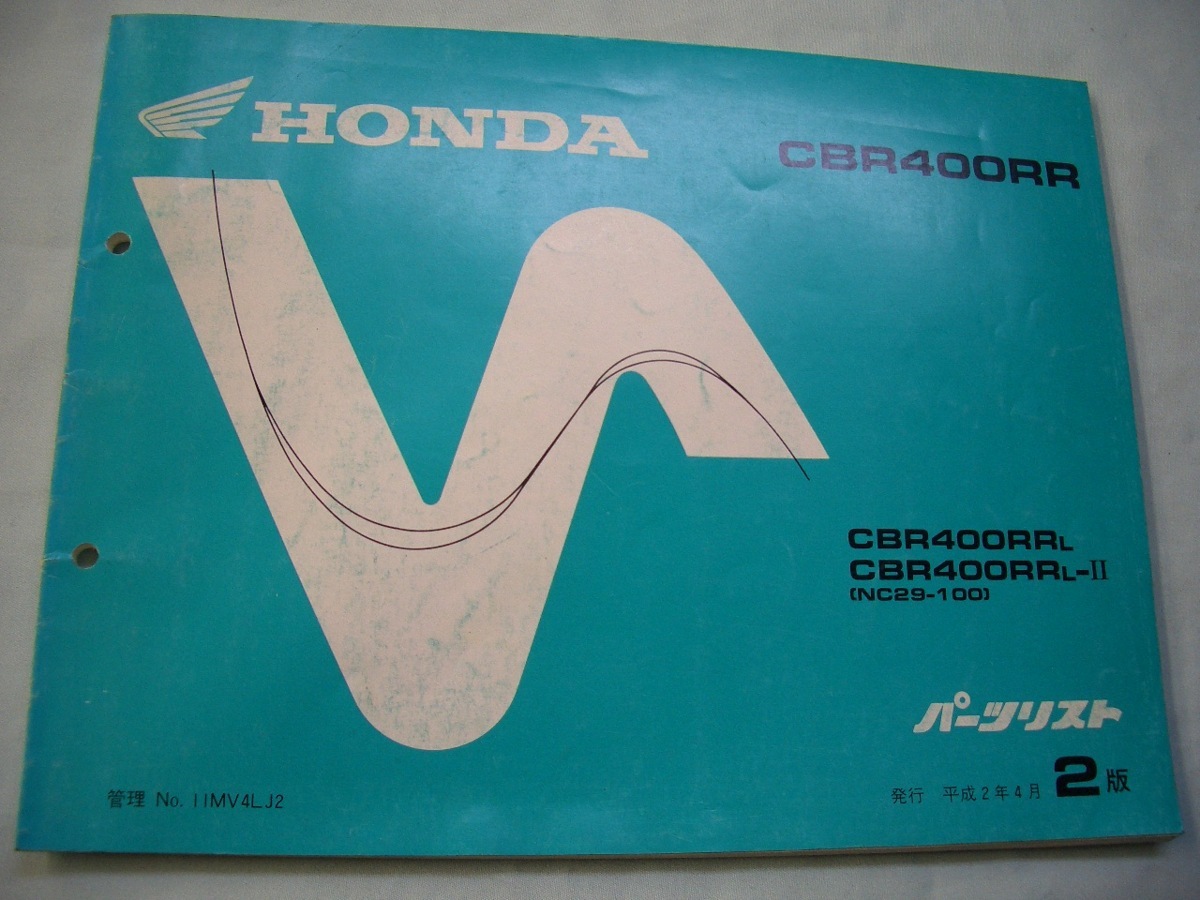 HONDA
CBR400RR
CBR400RRL
CBR400RRL-II
(NC29-100)
パーツリスト
管理 No. 11MV4LJ2
発行 平成2年4月 2版